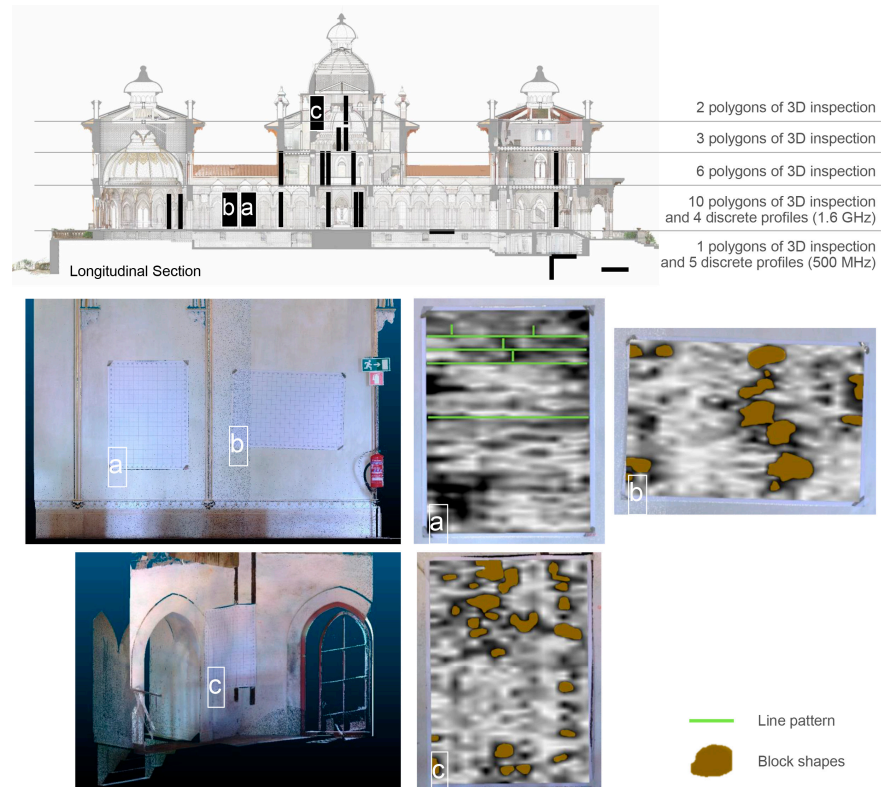 c
2 polygons of 3D inspection
3 polygons of 3D inspection
6 polygons of 3D inspection
b a
10 polygons of 3D inspection
and 4 discrete profiles (1.6 GHz)
1 polygons of 3D inspection
and 5 discrete profiles (500 MHz)
Longitudinal Section
a
b
a
b
c
c
Line pattern
Block shapes